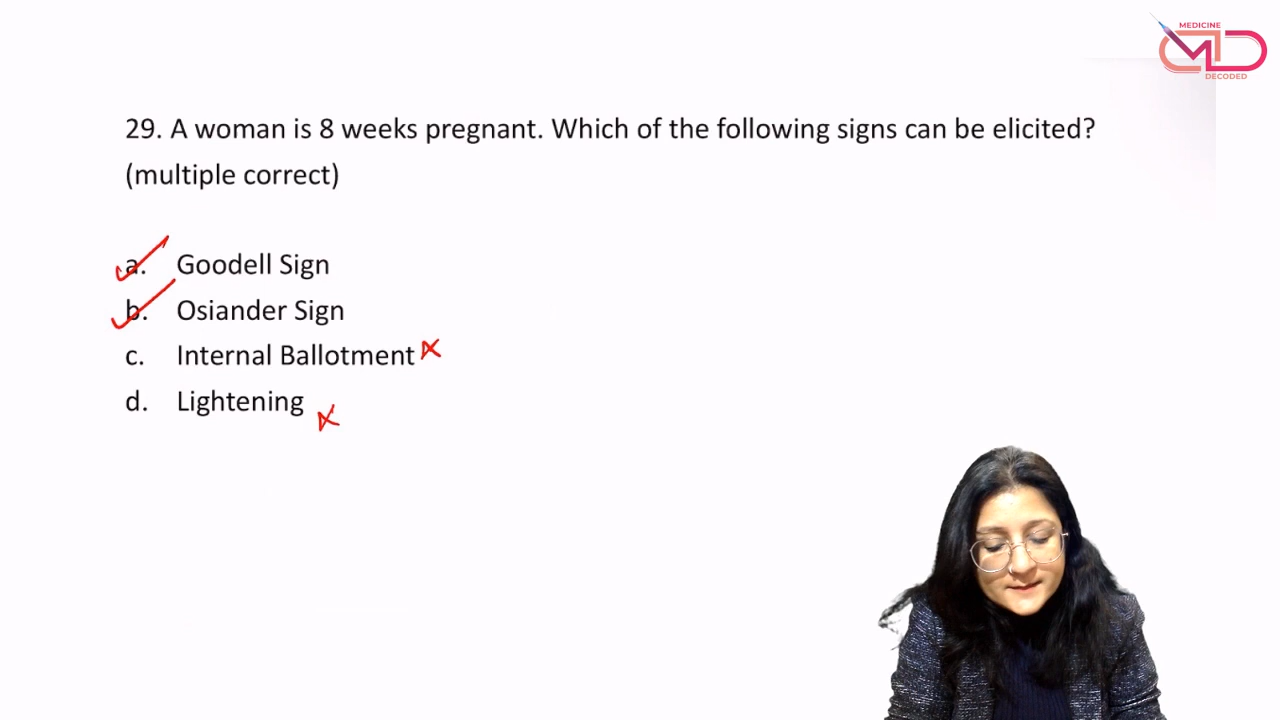 MEDICINE
DECODED
29. A woman is 8 weeks pregnant. Which of the following signs can be elicited?
(multiple correct)
a. Goodell Sign
b. Osiander Sign
c. Internal Ballotment
d. Lightening